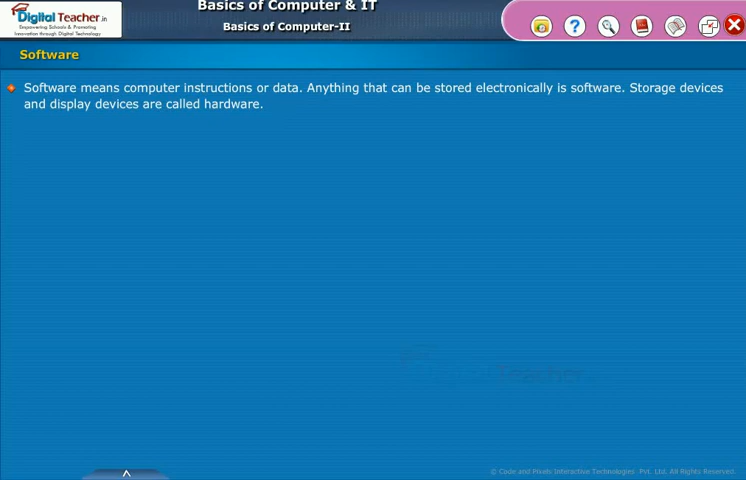 Digital Teacher.in
Empowering Schools & Promoting
Innovation through Digital Technology
Basics of Computer & IT
Basics of Computer-II
Software
Software means computer instructions or data. Anything that can be stored electronically is software. Storage devices
and display devices are called hardware.
Digital Teacher
© Code and Pixels Interactive Technologies. Pvt. Ltd. All Rights Reserved.